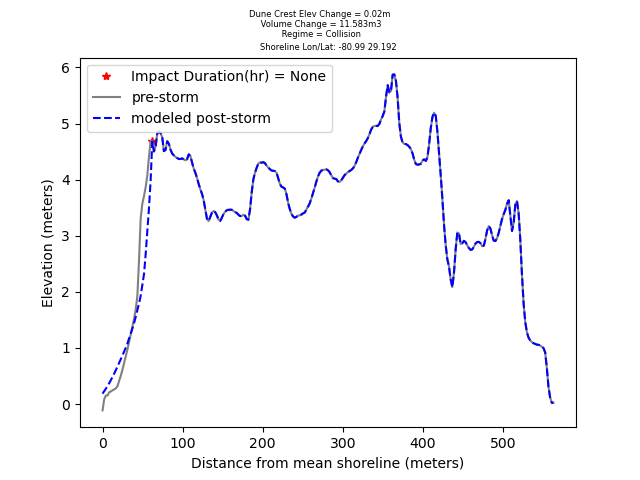 Dune Crest Elev Change = 0.02m
Volume Change = 11.583m3
Regime = Collision
Shoreline Lon/Lat: -80.99 29.192
Impact Duration(hr) = None
pre-storm
modeled post-storm
Elevation (meters)
6
5
4
3
2
1
0
0 100 200 300 400 500
Distance from mean shoreline (meters)